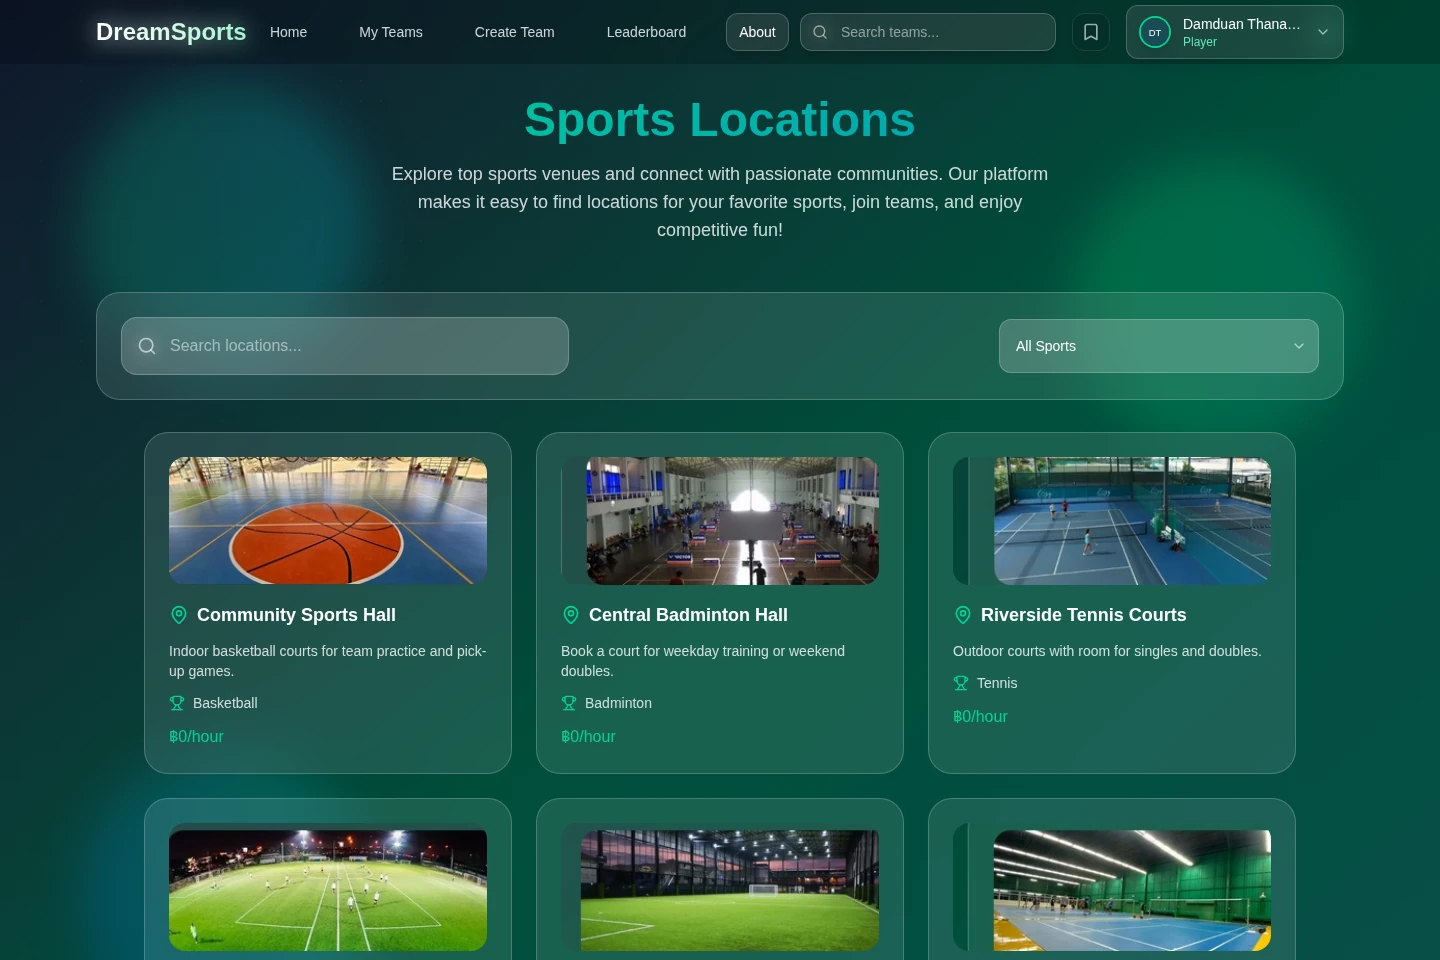 DreamSports
Home
My Teams
Create Team
Leaderboard
About
Search teams...
DT
Damduan Thana...
Player
Sports Locations
Explore top sports venues and connect with passionate communities. Our platform
makes it easy to find locations for your favorite sports, join teams, and enjoy
competitive fun!
Search locations...
All Sports
Community Sports Hall
Indoor basketball courts for team practice and pick-
up games.
Basketball
฿0/hour
Central Badminton Hall
Book a court for weekday training or weekend
doubles.
Badminton
฿0/hour
Riverside Tennis Courts
Outdoor courts with room for singles and doubles.
Tennis
฿0/hour